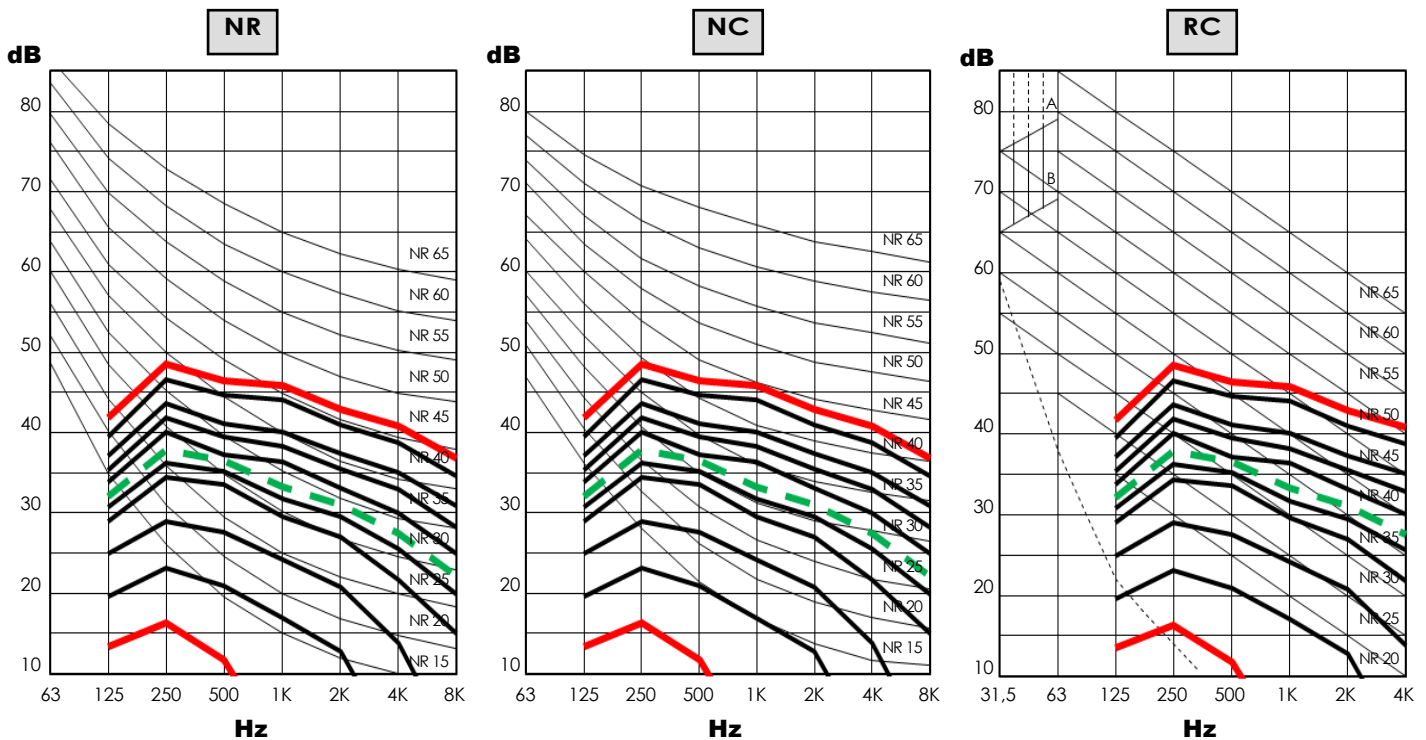 NR
dB
80
70
60
50
40
30
20
10
NR 65
NR 60
NR 55
NR 50
NR 45
NR 40
NR 35
NR 30
NR 25
NR 20
NR 15
63 125 250 500 1K 2K 4K 8K
Hz
NC
dB
80
70
60
50
40
30
20
10
NR 65
NR 60
NR 55
NR 50
NR 45
NR 40
NR 35
NR 30
NR 25
NR 20
NR 15
63 125 250 500 1K 2K 4K 8K
Hz
RC
dB
80
70
60
50
40
30
20
10
A
B
NR 65
NR 60
NR 55
NR 50
NR 45
NR 40
NR 35
NR 30
NR 25
NR 20
31,5 63 125 250 500 1K 2K 4K
Hz